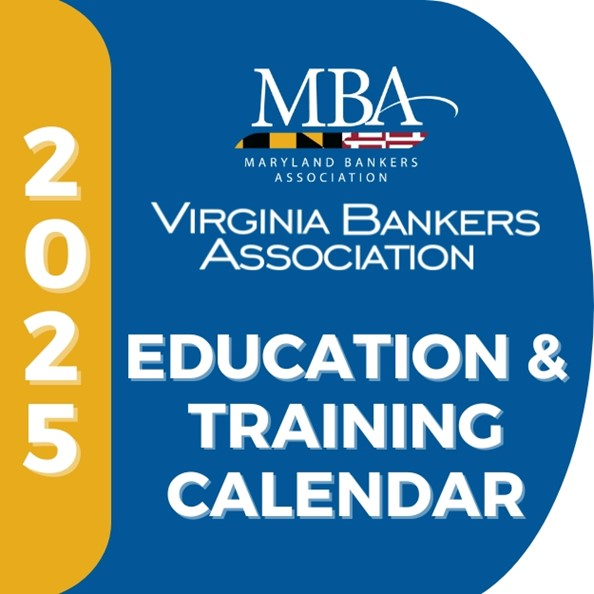 2025
MBA
MARYLAND BANKERS
ASSOCIATION
VIRGINIA BANKERS
ASSOCIATION
EDUCATION &
TRAINING
CALENDAR